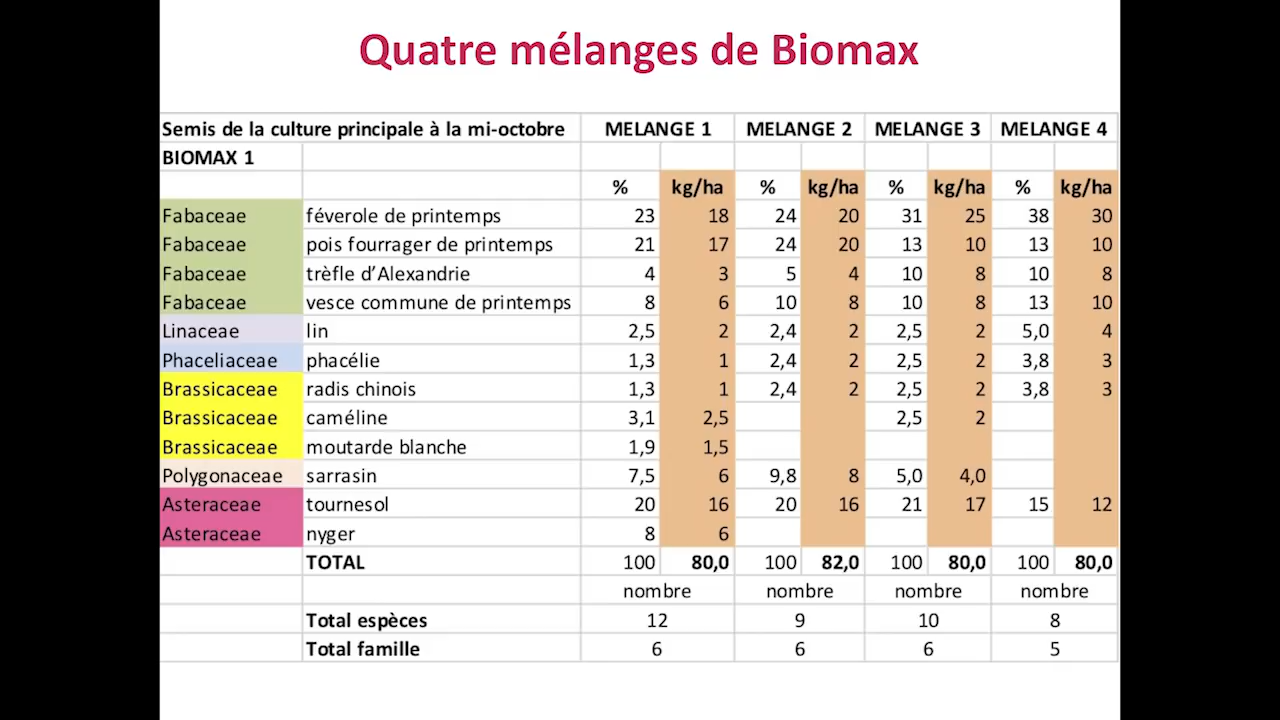 Quatre mélanges de Biomax
Semis de la culture principale à la mi-octobre MELANGE 1 MELANGE 2 MELANGE 3 MELANGE 4
BIOMAX 1
% kg/ha % kg/ha % kg/ha % kg/ha
Fabaceae féverole de printemps 23 18 24 20 31 25 38 30
Fabaceae pois fourrager de printemps 21 17 24 20 13 10 13 10
Fabaceae trèfle d’Alexandrie 4 3 5 4 10 8 10 8
Fabaceae vesce commune de printemps 8 6 10 8 10 8 13 10
Linaceae lin 2,5 2 2,4 2 2,5 2 5,0 4
Phaceliaceae phacélie 1,3 1 2,4 2 2,5 2 3,8 3
Brassicaceae radis chinois 1,3 1 2,4 2 2,5 2 3,8 3
Brassicaceae caméline 3,1 2,5 2,5 2
Brassicaceae moutarde blanche 1,9 1,5
Polygonaceae sarrasin 7,5 6 9,8 8 5,0 4,0
Asteraceae tournesol 20 16 20 16 21 17 15 12
Asteraceae nyger 8 6
TOTAL 100 80,0 100 82,0 100 80,0 100 80,0
nombre nombre nombre nombre
Total espèces 12 9 10 8
Total famille 6 6 6 5